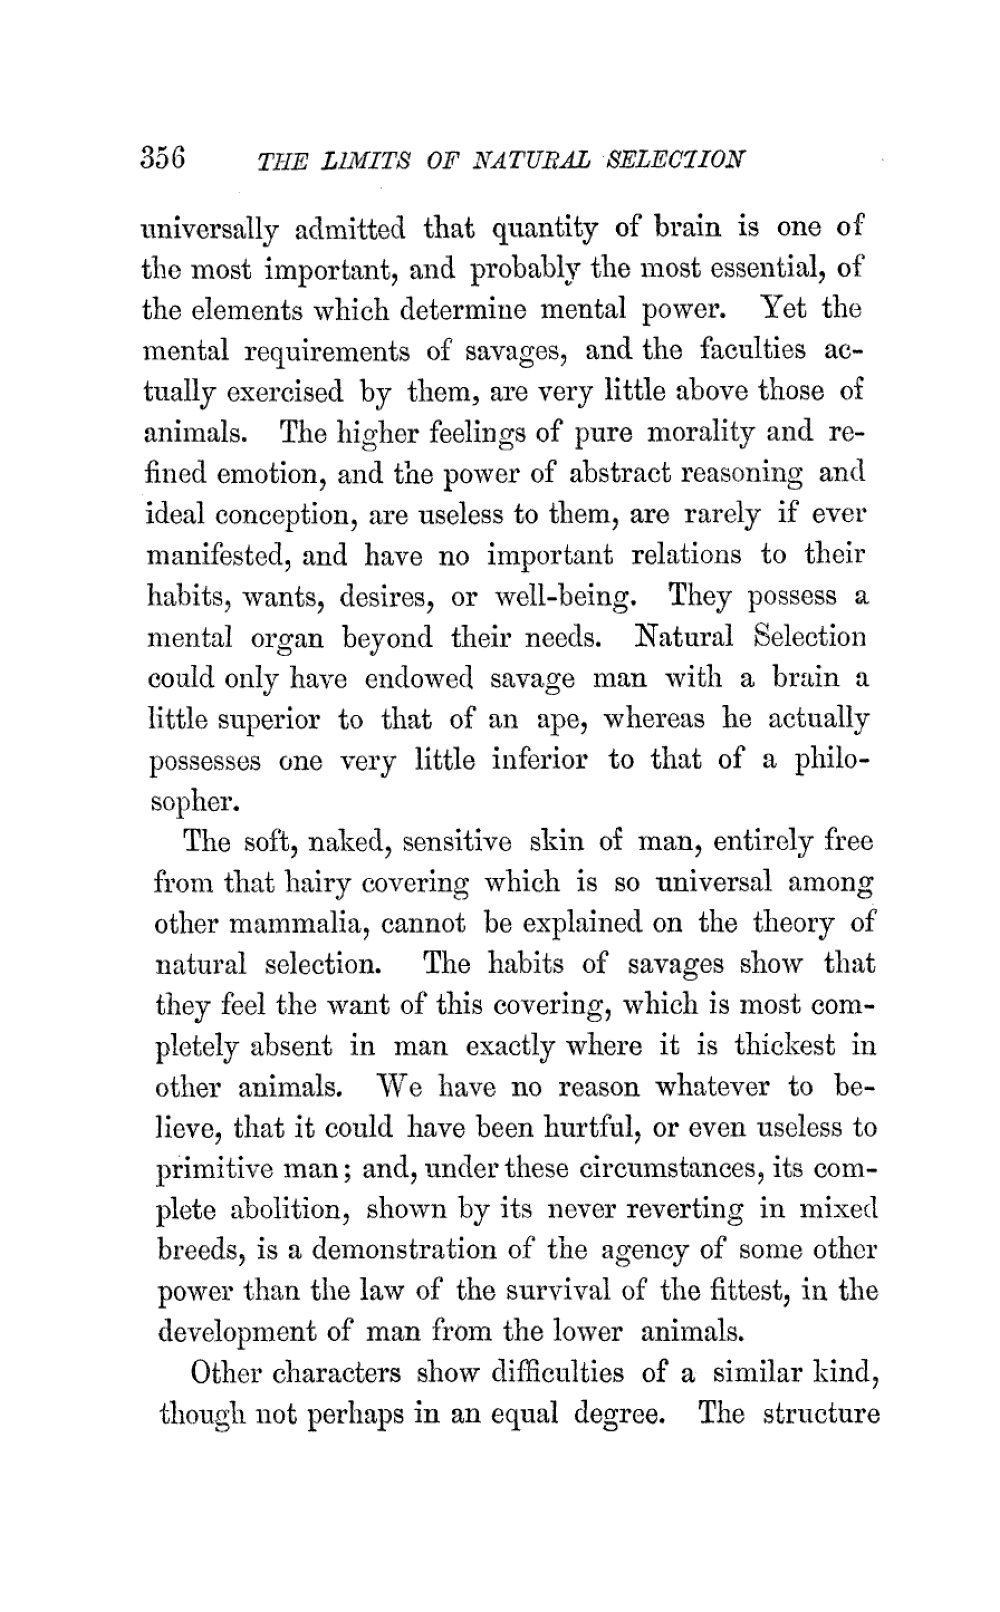 356 THE LIMITS OF NATURAL SELECTION
universally admitted that quantity of brain is one of
the most important, and probably the most essential, of
the elements which determine mental power. Yet the
mental requirements of savages, and the faculties ac-
tually exercised by them, are very little above those of
animals. The higher feelings of pure morality and re-
fined emotion, and the power of abstract reasoning and
ideal conception, are useless to them, are rarely if ever
manifested, and have no important relations to their
habits, wants, desires, or well-being. They possess a
mental organ beyond their needs. Natural Selection
could only have endowed savage man with a brain a
little superior to that of an ape, whereas he actually
possesses one very little inferior to that of a philo-
sopher.
The soft, naked, sensitive skin of man, entirely free
from that hairy covering which is so universal among
other mammalia, cannot be explained on the theory of
natural selection. The habits of savages show that
they feel the want of this covering, which is most com-
pletely absent in man exactly where it is thickest in
other animals. We have no reason whatever to be-
lieve, that it could have been hurtful, or even useless to
primitive man; and, under these circumstances, its com-
plete abolition, shown by its never reverting in mixed
breeds, is a demonstration of the agency of some other
power than the law of the survival of the fittest, in the
development of man from the lower animals.
Other characters show difficulties of a similar kind,
though not perhaps in an equal degree. The structure